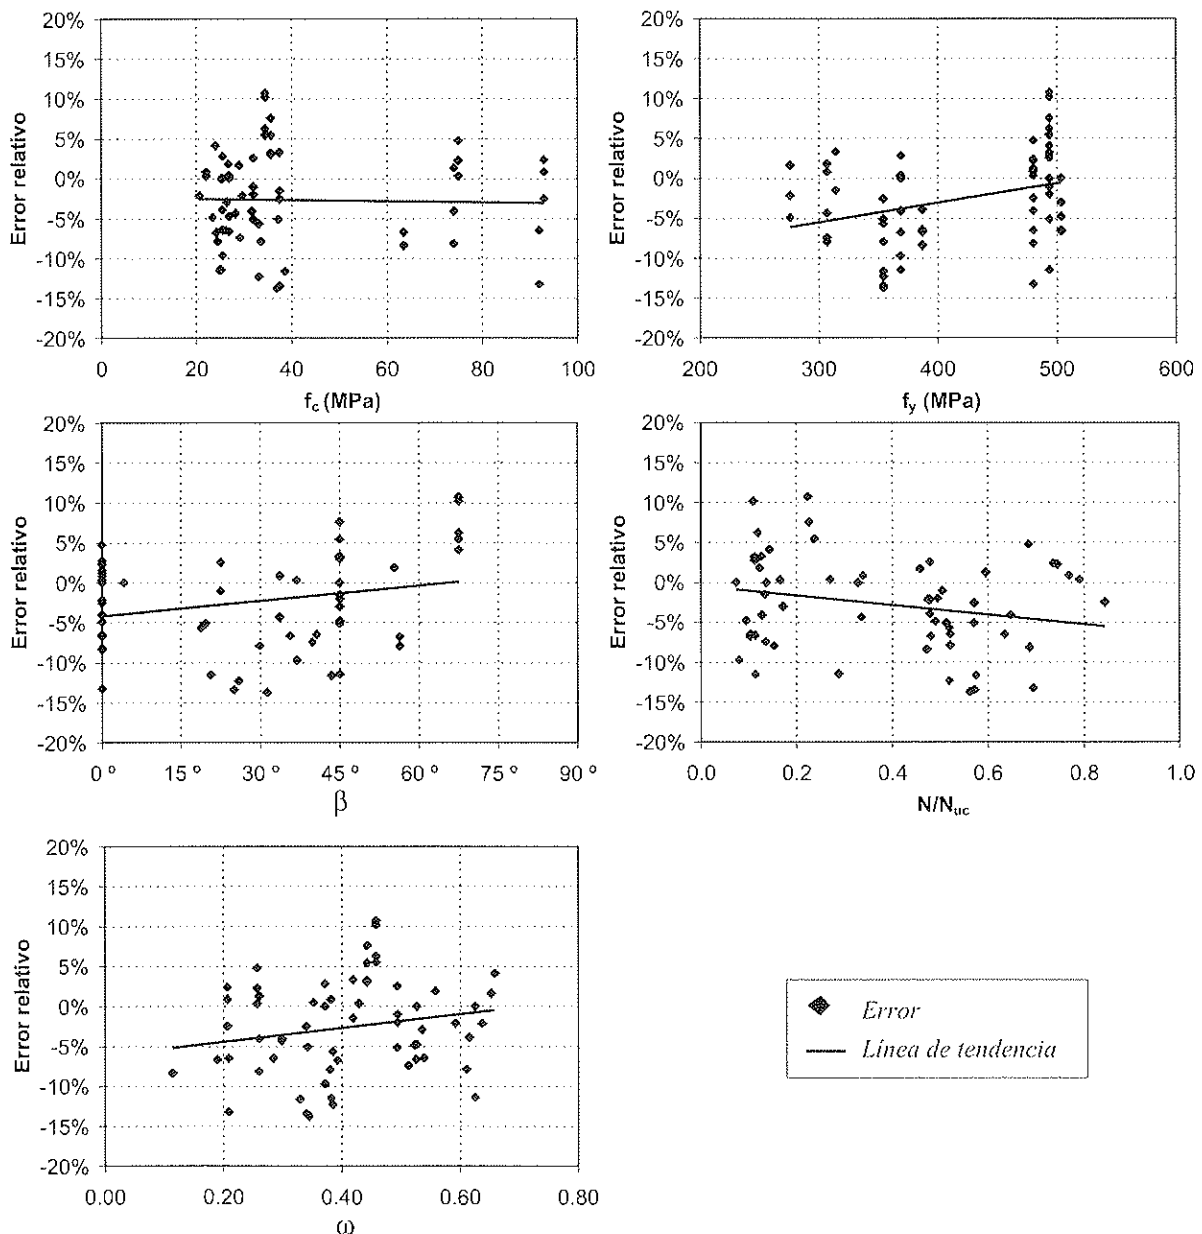 Error relativo
20%
15%
10%
5%
0%
-5%
-10%
-15%
-20%
0 20 40 60 80 100
f_c (MPa)
Error relativo
20%
15%
10%
5%
0%
-5%
-10%
-15%
-20%
200 300 400 500 600
f_y (MPa)
Error relativo
20%
15%
10%
5%
0%
-5%
-10%
-15%
-20%
0 º 15 º 30 º 45 º 60 º 75 º 90 º
β
Error relativo
20%
15%
10%
5%
0%
-5%
-10%
-15%
-20%
0.0 0.2 0.4 0.6 0.8 1.0
N/N_uc
Error relativo
20%
15%
10%
5%
0%
-5%
-10%
-15%
-20%
0.00 0.20 0.40 0.60 0.80
ω
Error
Línea de tendencia